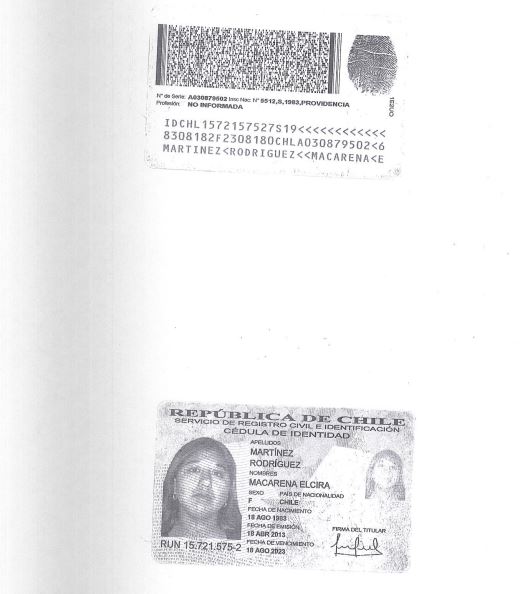 Nº de Serie: A030879502 Insc Nac: Nº 5512,S,1983,PROVIDENCIA
Profesión: NO INFORMADA
IDCHL1572157527S19<<<<<<<<<<<<
8308182F2308180CHLA030879502<6
MARTINEZ<RODRIGUEZ<<MACARENA<E
REPÚBLICA DE CHILE
SERVICIO DE REGISTRO CIVIL E IDENTIFICACIÓN
CÉDULA DE IDENTIDAD
APELLIDOS
MARTÍNEZ
RODRÍGUEZ
NOMBRES
MACARENA ELCIRA
SEXO PAÍS DE NACIONALIDAD
F CHILE
FECHA DE NACIMIENTO
18 AGO 1983
FECHA DE EMISIÓN
18 ABR 2013
FECHA DE VENCIMIENTO
18 AGO 2023
FIRMA DEL TITULAR
RUN 15.721.575-2